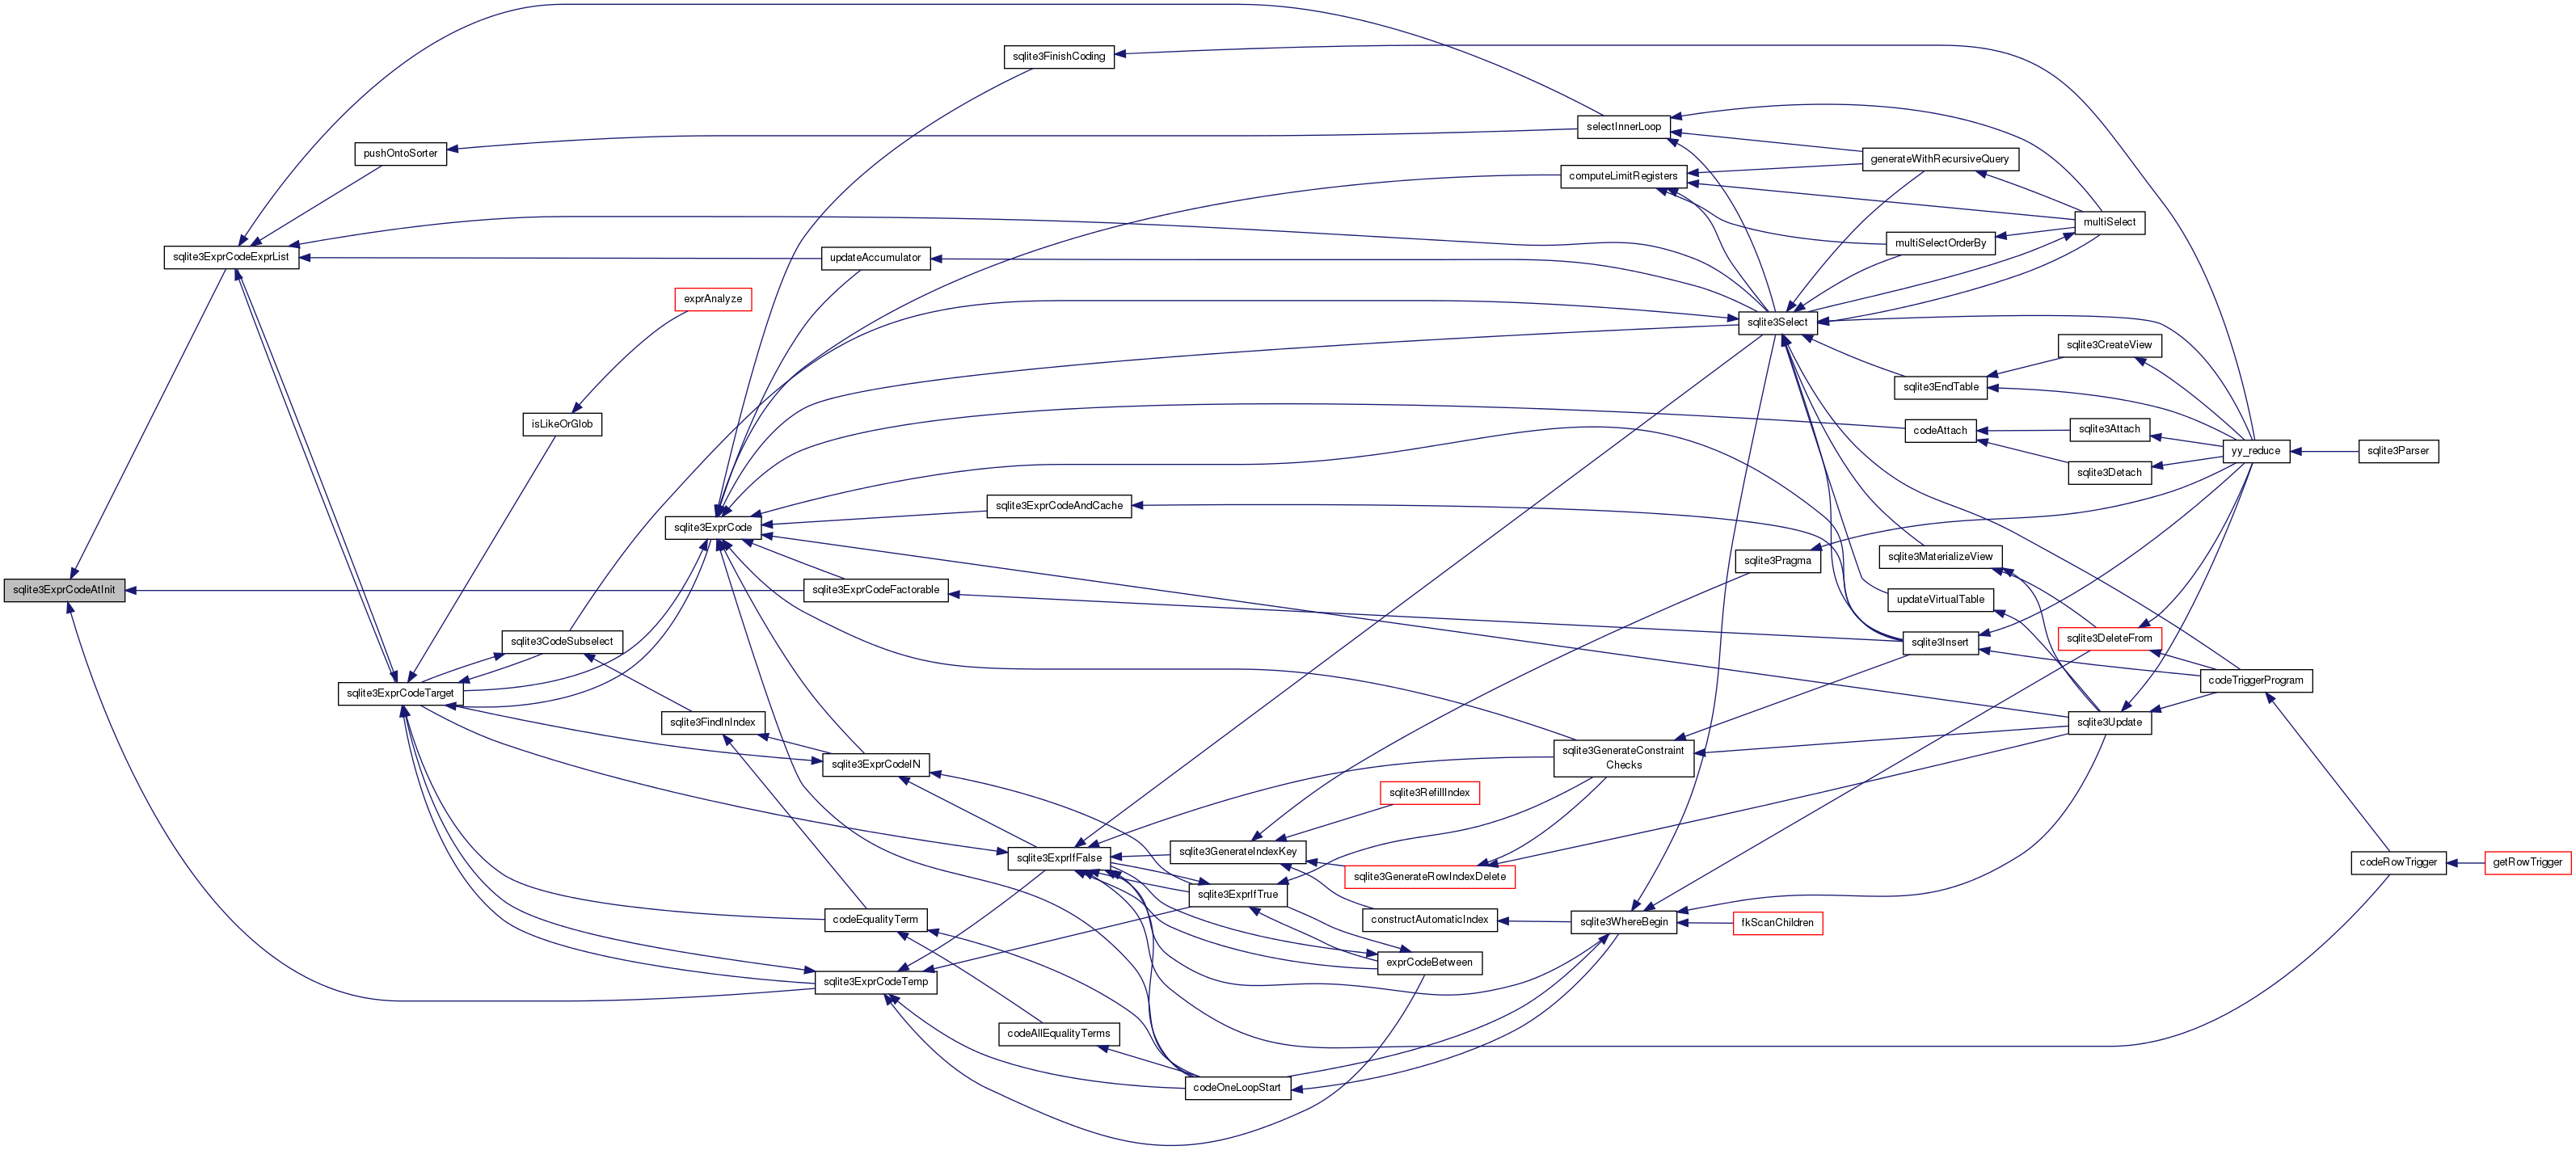 sqlite3ExprCodeAtInit
sqlite3ExprCodeExprList
sqlite3ExprCodeTarget
pushOntoSorter
exprAnalyze
isLikeOrGlob
sqlite3CodeSubselect
sqlite3FindInIndex
sqlite3ExprCode
updateAccumulator
sqlite3ExprCodeFactorable
sqlite3ExprCodeIN
codeEqualityTerm
sqlite3ExprCodeTemp
sqlite3FinishCoding
sqlite3ExprCodeAndCache
sqlite3ExprIfFalse
codeAllEqualityTerms
sqlite3GenerateIndexKey
sqlite3ExprIfTrue
codeOneLoopStart
sqlite3RefillIndex
sqlite3GenerateRowIndexDelete
constructAutomaticIndex
exprCodeBetween
selectInnerLoop
computeLimitRegisters
sqlite3GenerateConstraint
Checks
sqlite3WhereBegin
sqlite3Select
sqlite3Pragma
fkScanChildren
generateWithRecursiveQuery
multiSelectOrderBy
sqlite3EndTable
codeAttach
sqlite3MaterializeView
updateVirtualTable
sqlite3Insert
multiSelect
sqlite3CreateView
sqlite3Attach
sqlite3Detach
sqlite3DeleteFrom
sqlite3Update
yy_reduce
codeTriggerProgram
sqlite3Parser
codeRowTrigger
getRowTrigger